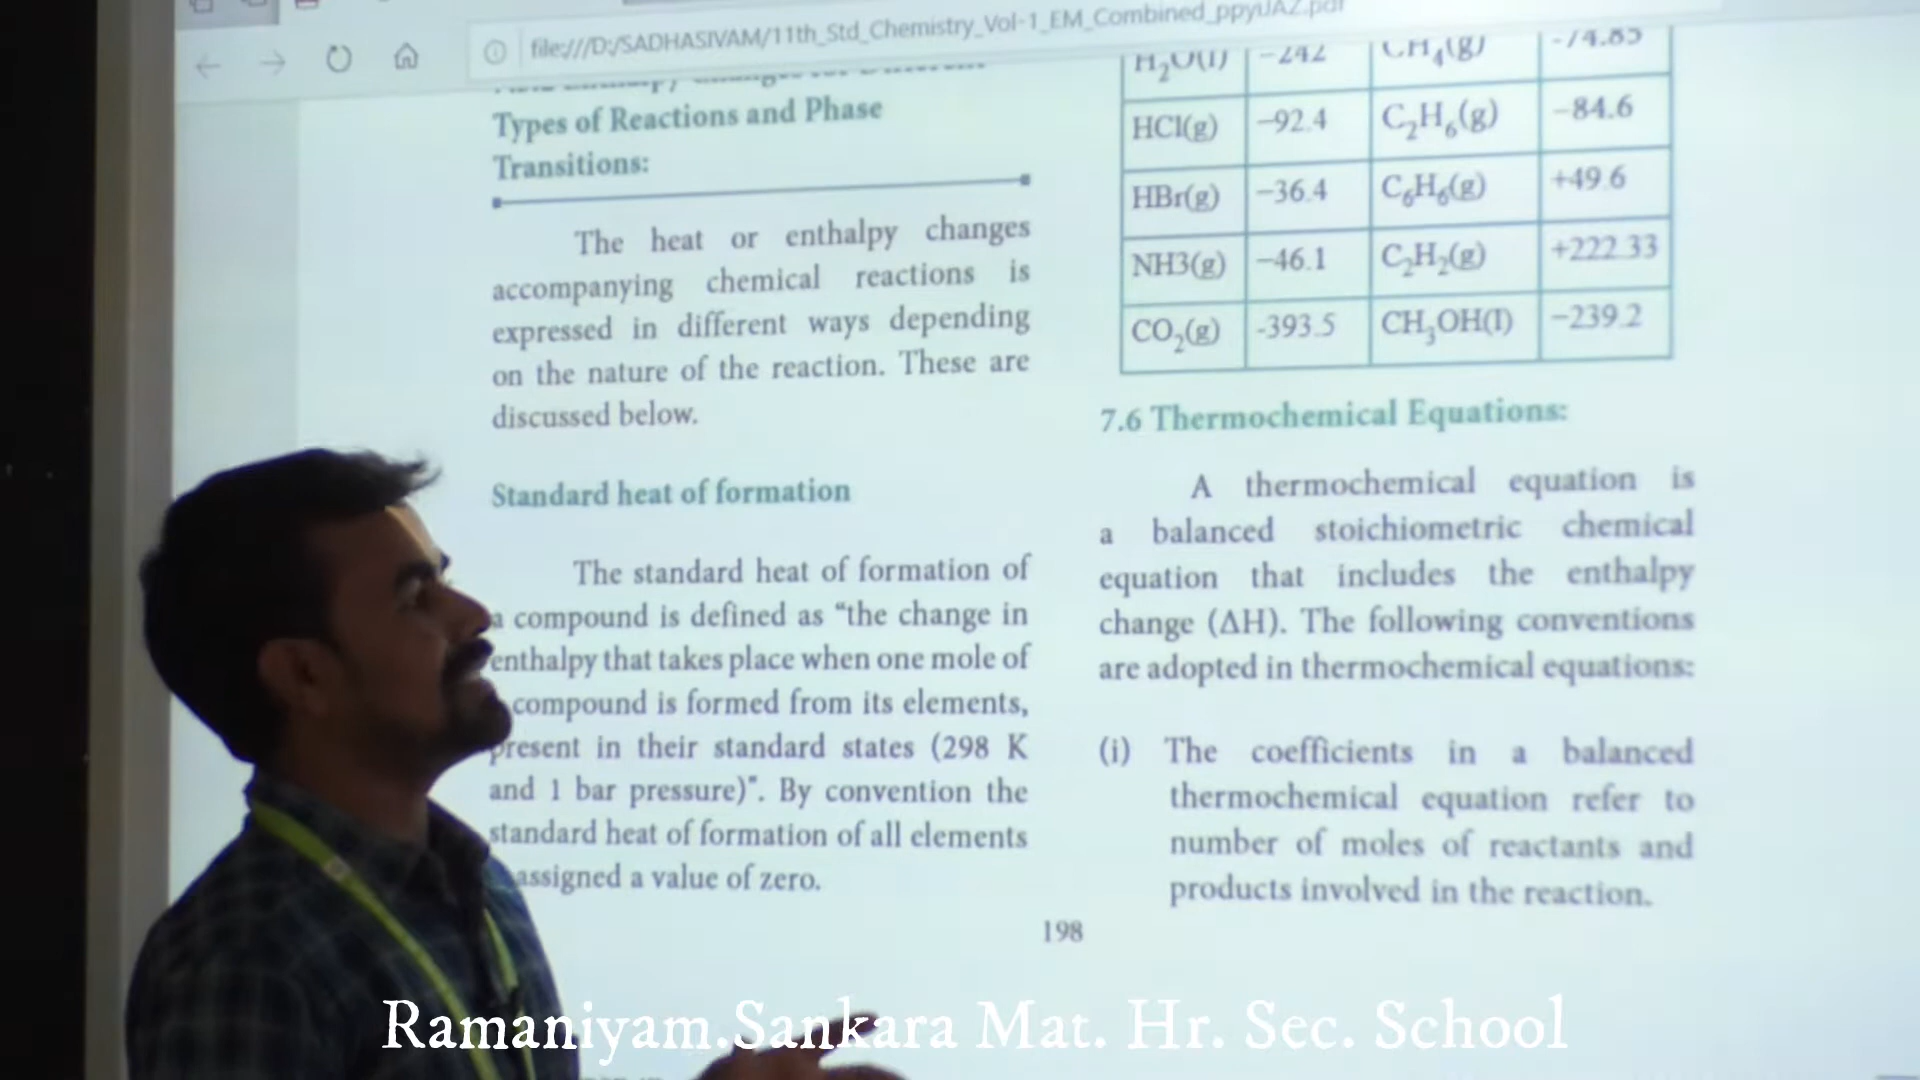 file:///D:/SADHASIVAM/11th_Std_Chemistry_Vol-1_EM_Combined_ppyUAZ.pdf
Types of Reactions and Phase
Transitions:
The heat or enthalpy changes
accompanying chemical reactions is
expressed in different ways depending
on the nature of the reaction. These are
discussed below.
Standard heat of formation
The standard heat of formation of
a compound is defined as “the change in
enthalpy that takes place when one mole of
compound is formed from its elements,
present in their standard states (298 K
and 1 bar pressure)". By convention the
standard heat of formation of all elements
assigned a value of zero.
H₂O(l) −242 CH₄(g) -74.85
HCl(g) −92.4 C₂H₆(g) −84.6
HBr(g) −36.4 C₆H₆(g) +49.6
NH3(g) −46.1 C₂H₂(g) +222.33
CO₂(g) -393.5 CH₃OH(l) −239.2
7.6 Thermochemical Equations:
A thermochemical equation is
a balanced stoichiometric chemical
equation that includes the enthalpy
change (ΔH). The following conventions
are adopted in thermochemical equations:
(i) The coefficients in a balanced
thermochemical equation refer to
number of moles of reactants and
products involved in the reaction.
198
Ramaniyam.Sankara Mat. Hr. Sec. School